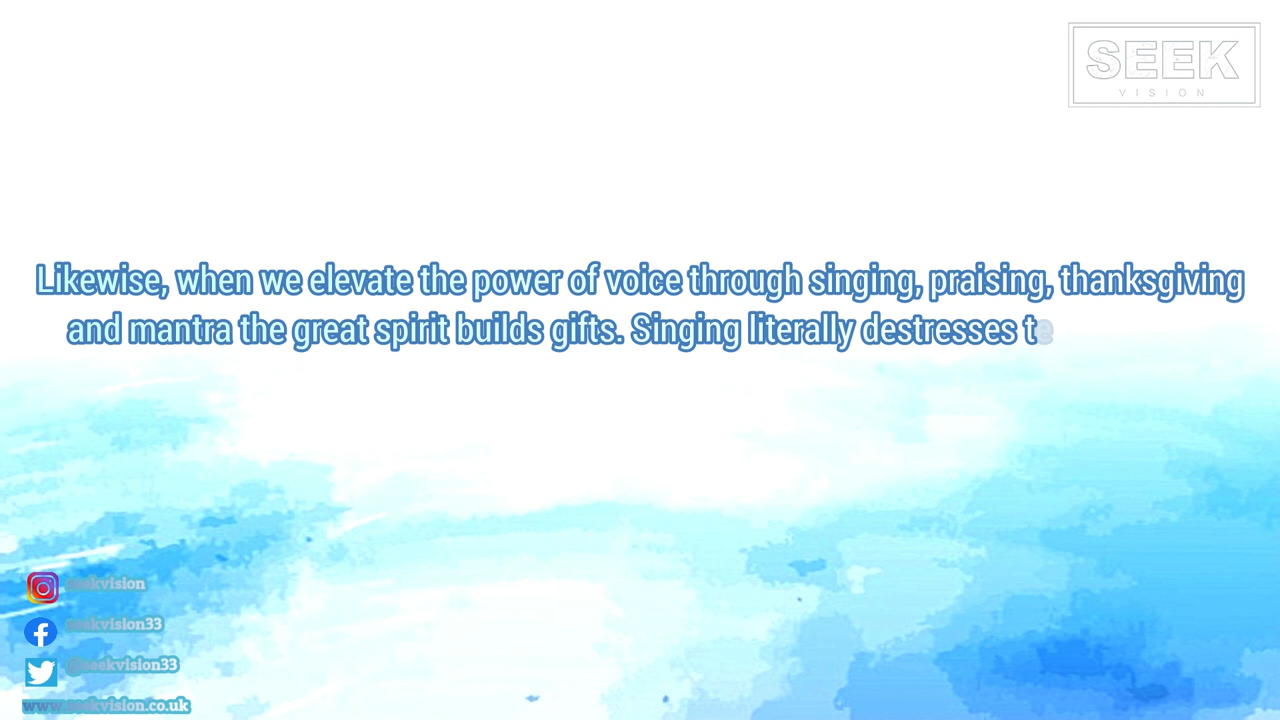 SEEK
VISION
Likewise, when we elevate the power of voice through singing, praising, thanksgiving
and mantra the great spirit builds gifts. Singing literally destresses te
seekvision
seekvision33
@seekvision33
www.seekvision.co.uk